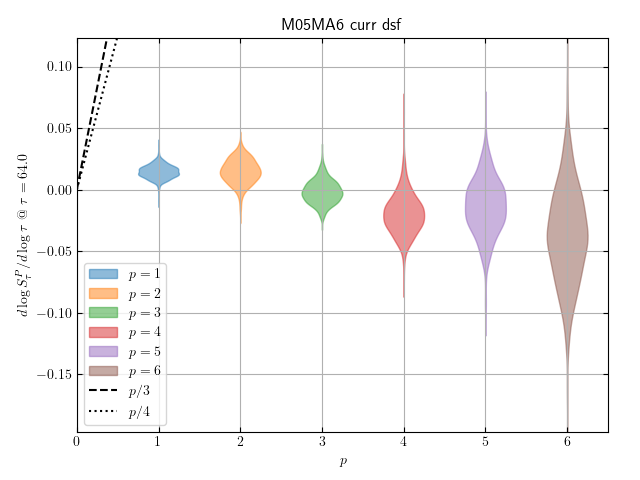 M05MA6 curr dsf
d log S_τ^P / d log τ @ τ = 64.0
0.10
0.05
0.00
−0.05
−0.10
−0.15
p = 1
p = 2
p = 3
p = 4
p = 5
p = 6
p/3
p/4
0 1 2 3 4 5 6
p